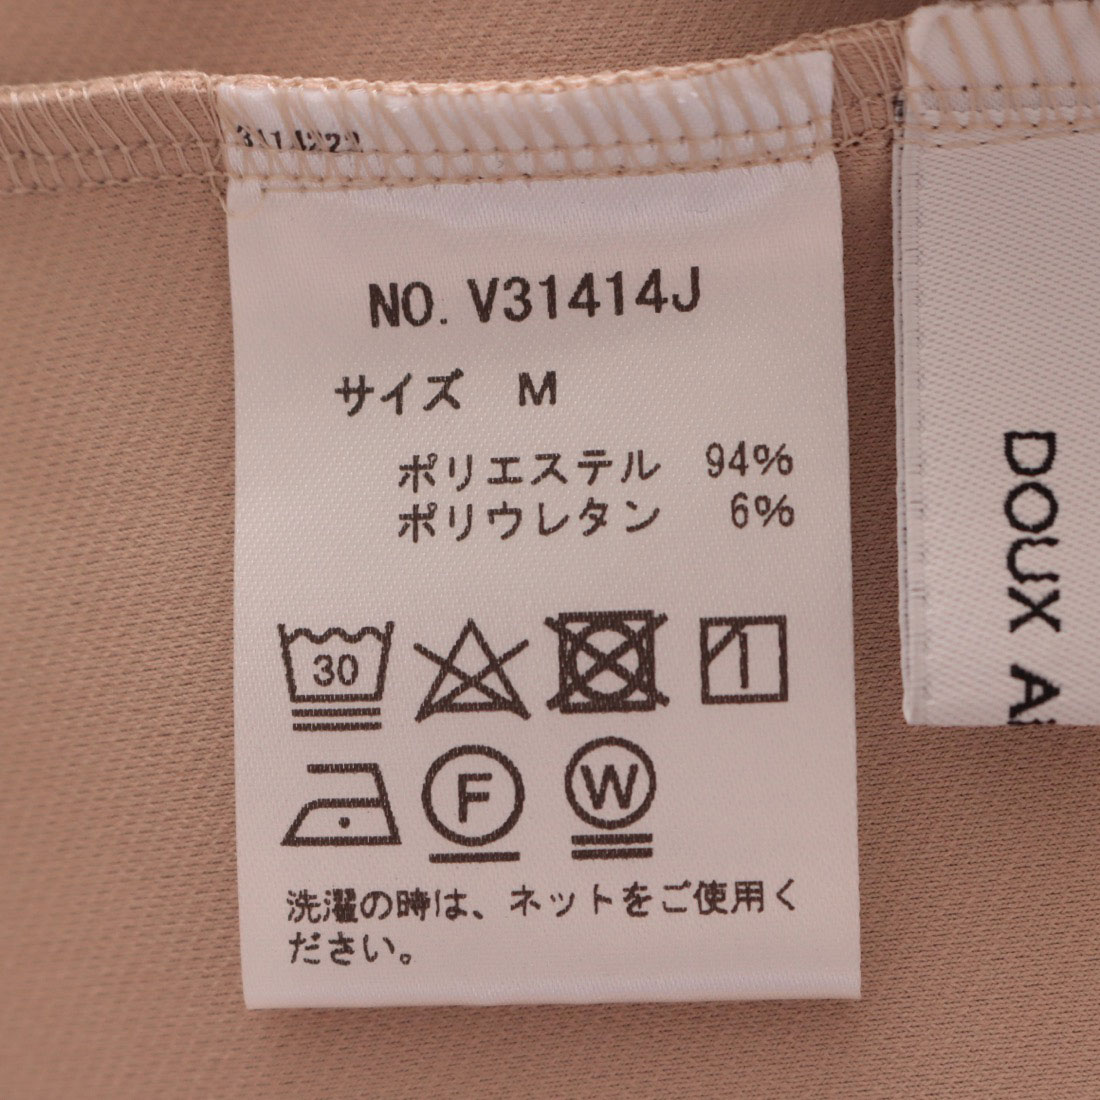 NO. V31414J
サイズ M
ポリエステル 94%
ポリウレタン 6%
30
F
W
洗濯の時は、ネットをご使用く
ださい。
DOUX